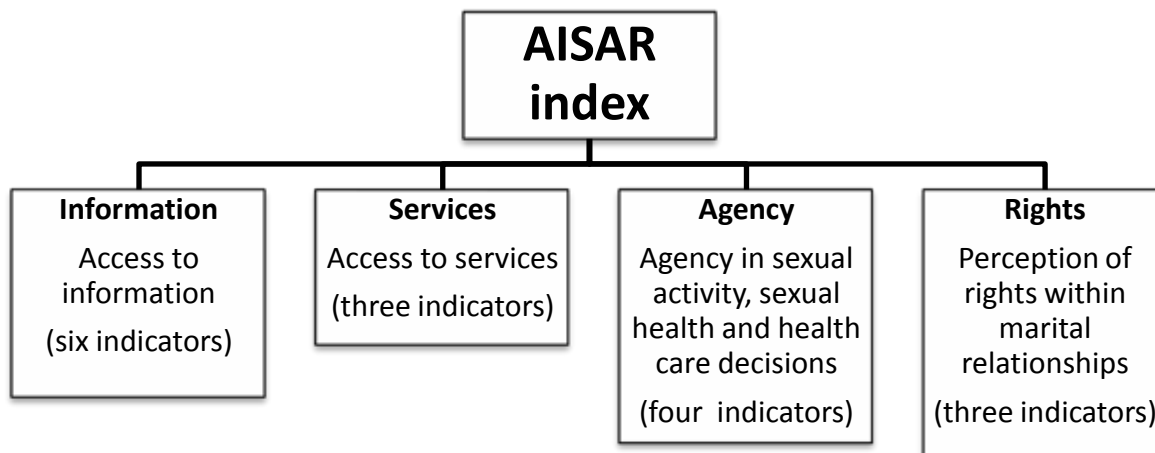 AISAR
index
Information
Access to
information
(six indicators)
Services
Access to services
(three indicators)
Agency
Agency in sexual
activity, sexual
health and health
care decisions
(four indicators)
Rights
Perception of
rights within
marital
relationships
(three indicators)